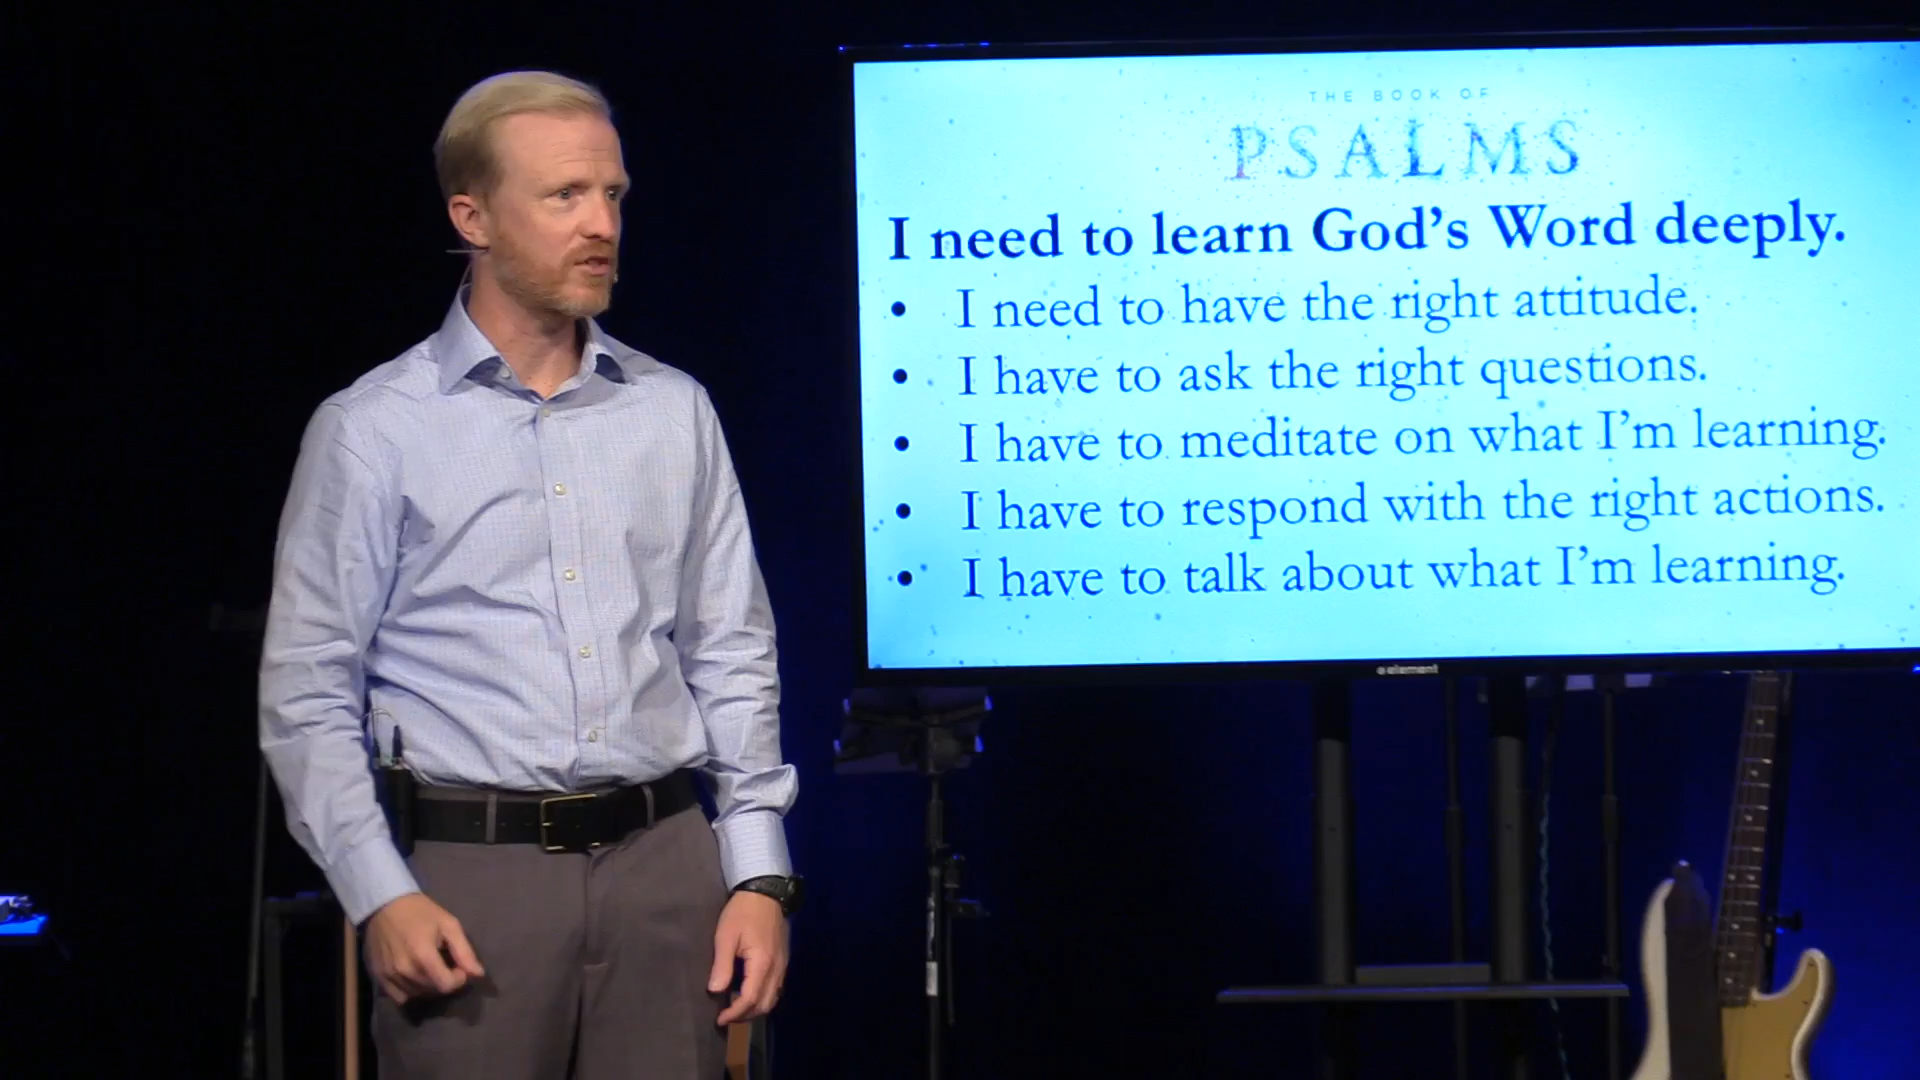 THE BOOK OF
PSALMS
I need to learn God's Word deeply.
• I need to have the right attitude.
• I have to ask the right questions.
• I have to meditate on what I'm learning.
• I have to respond with the right actions.
• I have to talk about what I'm learning.
element